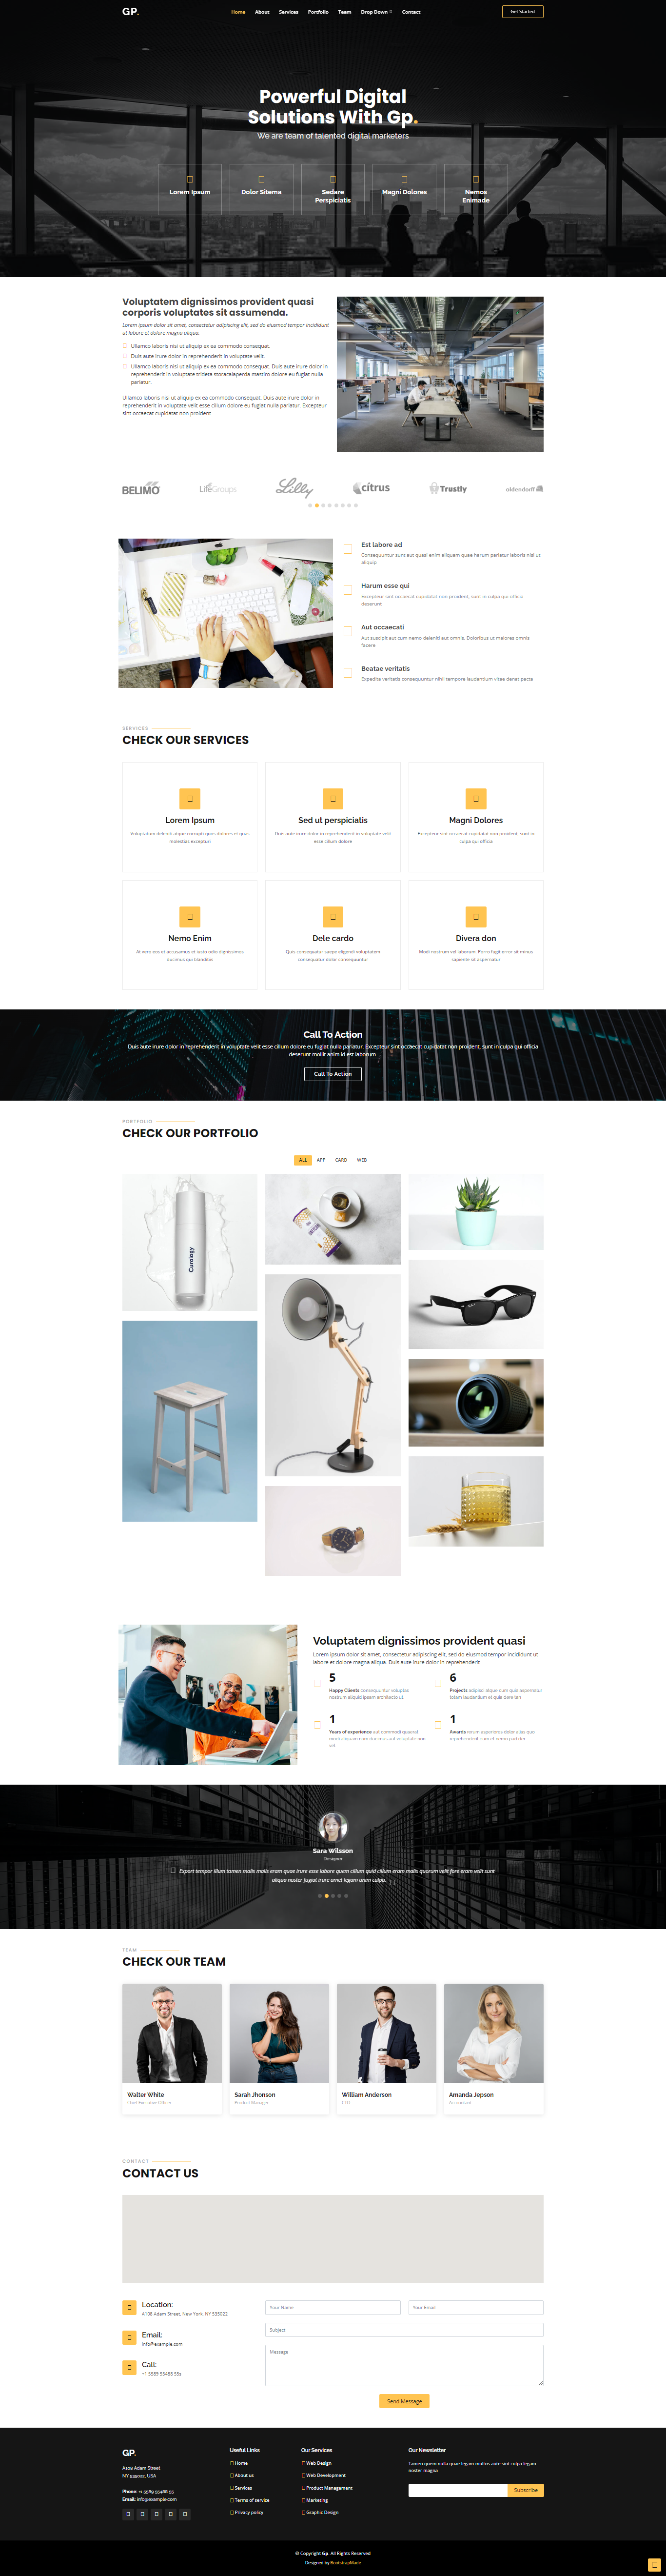 GP.
Home About Services Portfolio Team Drop Down Contact
Get Started
Powerful Digital
Solutions With Gp.
We are team of talented digital marketers
Lorem Ipsum
Dolor Sitema
Sedare
Perspiciatis
Magni Dolores
Nemos
Enimade
Voluptatem dignissimos provident quasi
corporis voluptates sit assumenda.
Lorem ipsum dolor sit amet, consectetur adipiscing elit, sed do eiusmod tempor incididunt
ut labore et dolore magna aliqua.
Ullamco laboris nisi ut aliquip ex ea commodo consequat.
Duis aute irure dolor in reprehenderit in voluptate velit.
Ullamco laboris nisi ut aliquip ex ea commodo consequat. Duis aute irure dolor in
reprehenderit in voluptate trideta storacalaperda mastiro dolore eu fugiat nulla
pariatur.
Ullamco laboris nisi ut aliquip ex ea commodo consequat. Duis aute irure dolor in
reprehenderit in voluptate velit esse cillum dolore eu fugiat nulla pariatur. Excepteur
sint occaecat cupidatat non proident
BELIMO
LifeGroups
Lilly
citrus
Trustly
oldendorff
Est labore ad
Consequuntur sunt aut quasi enim aliquam quae harum pariatur laboris nisi ut
aliquip
Harum esse qui
Excepteur sint occaecat cupidatat non proident, sunt in culpa qui officia
deserunt
Aut occaecati
Aut suscipit aut cum nemo deleniti aut omnis. Doloribus ut maiores omnis
facere
Beatae veritatis
Expedita veritatis consequuntur nihil tempore laudantium vitae denat pacta
SERVICES
CHECK OUR SERVICES
Lorem Ipsum
Voluptatum deleniti atque corrupti quos dolores et quas
molestias excepturi
Sed ut perspiciatis
Duis aute irure dolor in reprehenderit in voluptate velit
esse cillum dolore
Magni Dolores
Excepteur sint occaecat cupidatat non proident, sunt in
culpa qui officia
Nemo Enim
At vero eos et accusamus et iusto odio dignissimos
ducimus qui blanditiis
Dele cardo
Quis consequatur saepe eligendi voluptatem
consequatur dolor consequuntur
Divera don
Modi nostrum vel laborum. Porro fugit error sit minus
sapiente sit aspernatur
Call To Action
Duis aute irure dolor in reprehenderit in voluptate velit esse cillum dolore eu fugiat nulla pariatur. Excepteur sint occaecat cupidatat non proident, sunt in culpa qui officia
deserunt mollit anim id est laborum.
Call To Action
PORTFOLIO
CHECK OUR PORTFOLIO
ALL APP CARD WEB
Curology
Voluptatem dignissimos provident quasi
Lorem ipsum dolor sit amet, consectetur adipiscing elit, sed do eiusmod tempor incididunt ut
labore et dolore magna aliqua. Duis aute irure dolor in reprehenderit
5
Happy Clients consequuntur voluptas
nostrum aliquid ipsam architecto ut.
6
Projects adipisci atque cum quia aspernatur
totam laudantium et quia dere tan
1
Years of experience aut commodi quaerat
modi aliquam nam ducimus aut voluptate non
vel
1
Awards rerum asperiores dolor alias quo
reprehenderit eum et nemo pad der
Sara Wilsson
Designer
Export tempor illum tamen malis malis eram quae irure esse labore quem cillum quid cillum eram malis quorum velit fore eram velit sunt
aliqua noster fugiat irure amet legam anim culpa.
TEAM
CHECK OUR TEAM
Walter White
Chief Executive Officer
Sarah Jhonson
Product Manager
William Anderson
CTO
Amanda Jepson
Accountant
CONTACT
CONTACT US
Location:
A108 Adam Street, New York, NY 535022
Email:
info@example.com
Call:
+1 5589 55488 55s
Your Name
Your Email
Subject
Message
Send Message
GP.
A108 Adam Street
NY 535022, USA
Phone: +1 5589 55488 55
Email: info@example.com
Useful Links
Home
About us
Services
Terms of service
Privacy policy
Our Services
Web Design
Web Development
Product Management
Marketing
Graphic Design
Our Newsletter
Tamen quem nulla quae legam multos aute sint culpa legam
noster magna
Subscribe
© Copyright Gp. All Rights Reserved
Designed by BootstrapMade